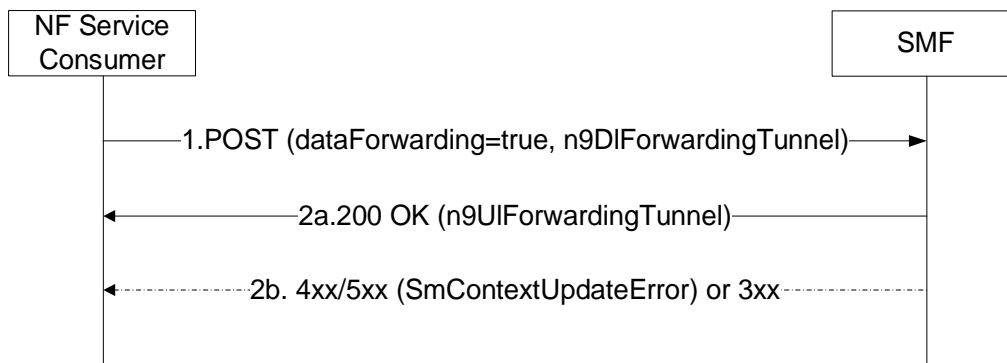 NF Service
Consumer
SMF
1.POST (dataForwarding=true, n9DlForwardingTunnel)
2a.200 OK (n9UlForwardingTunnel)
2b. 4xx/5xx (SmContextUpdateError) or 3xx